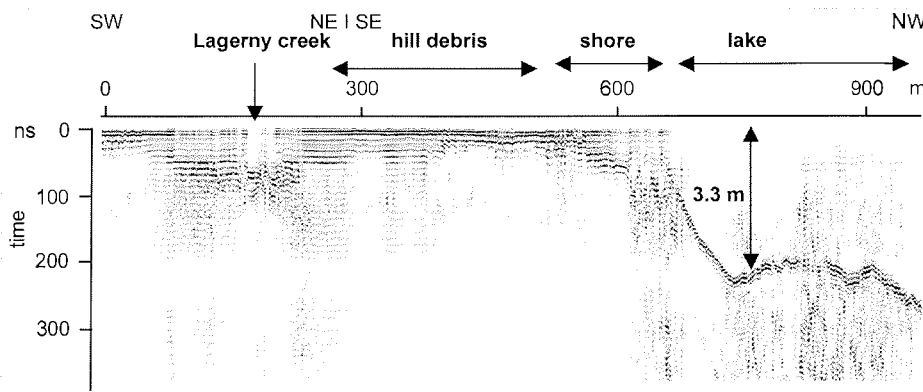 SW NE I SE NW
Lagerny creek hill debris shore lake
0 300 600 900 m
ns 0
100
3.3 m
time
200
300